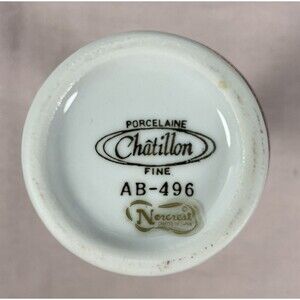 PORCELAINE
Châtillon
FINE
AB-496
Norcrest